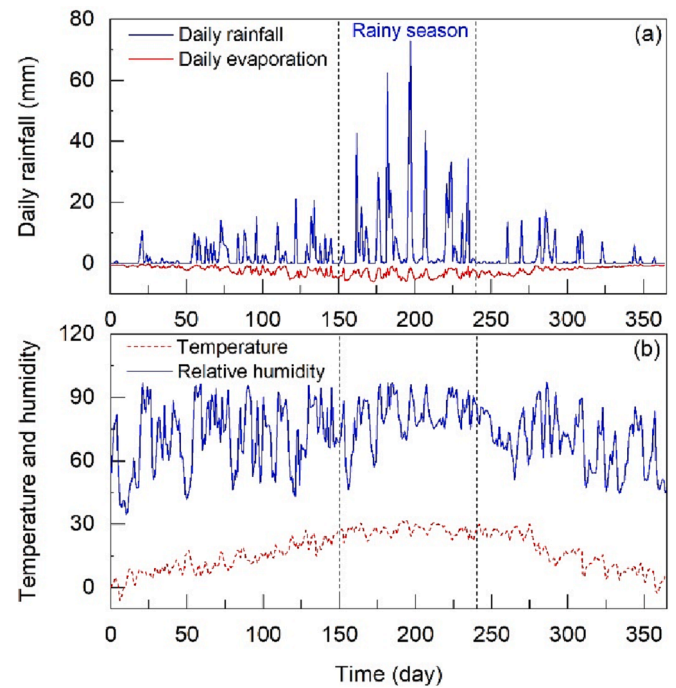 80
Rainy season
(a)
Daily rainfall
Daily evaporation
60
40
20
0
Daily rainfall (mm)
0 50 100 150 200 250 300 350
120
(b)
Temperature
Relative humidity
90
60
30
0
Temperature and humidity
0 50 100 150 200 250 300 350
Time (day)